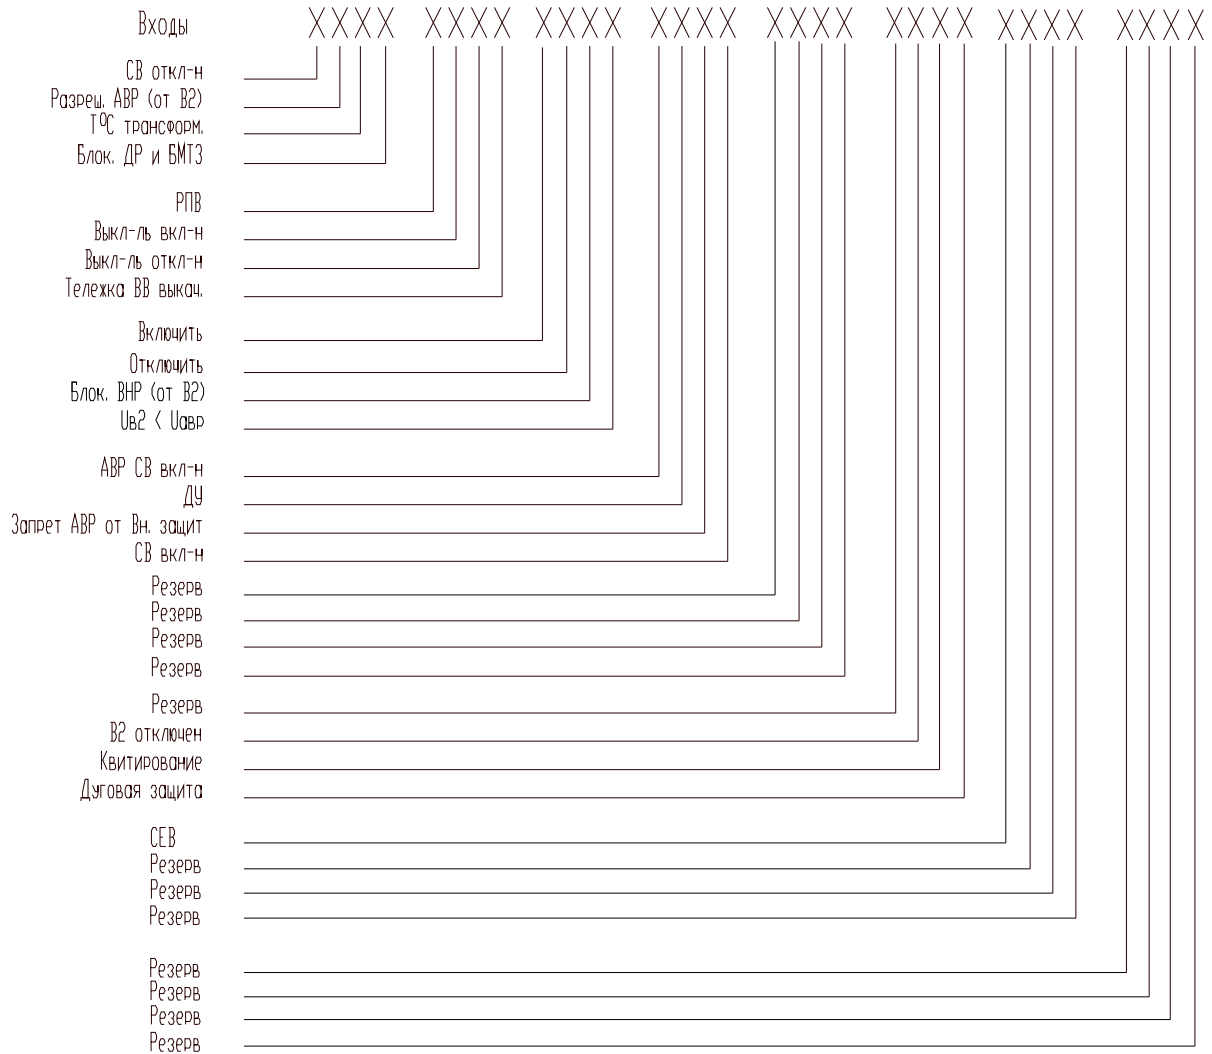 Входы XXXX XXXX XXXX XXXX XXXX XXXX XXXX XXXX
СВ откл-н
Разреш. АВР (от В2)
TºC трансформ.
Блок. ДР и БМТЗ
РПВ
Выкл-ль вкл-н
Выкл-ль откл-н
Тележка ВВ выкач.
Включить
Отключить
Блок. ВНР (от В2)
Uв2 < Uавр
АВР СВ вкл-н
ДУ
Запрет АВР от Вн. защит
СВ вкл-н
Резерв
Резерв
Резерв
Резерв
Резерв
В2 отключен
Квитирование
Дуговая защита
СЕВ
Резерв
Резерв
Резерв
Резерв
Резерв
Резерв
Резерв